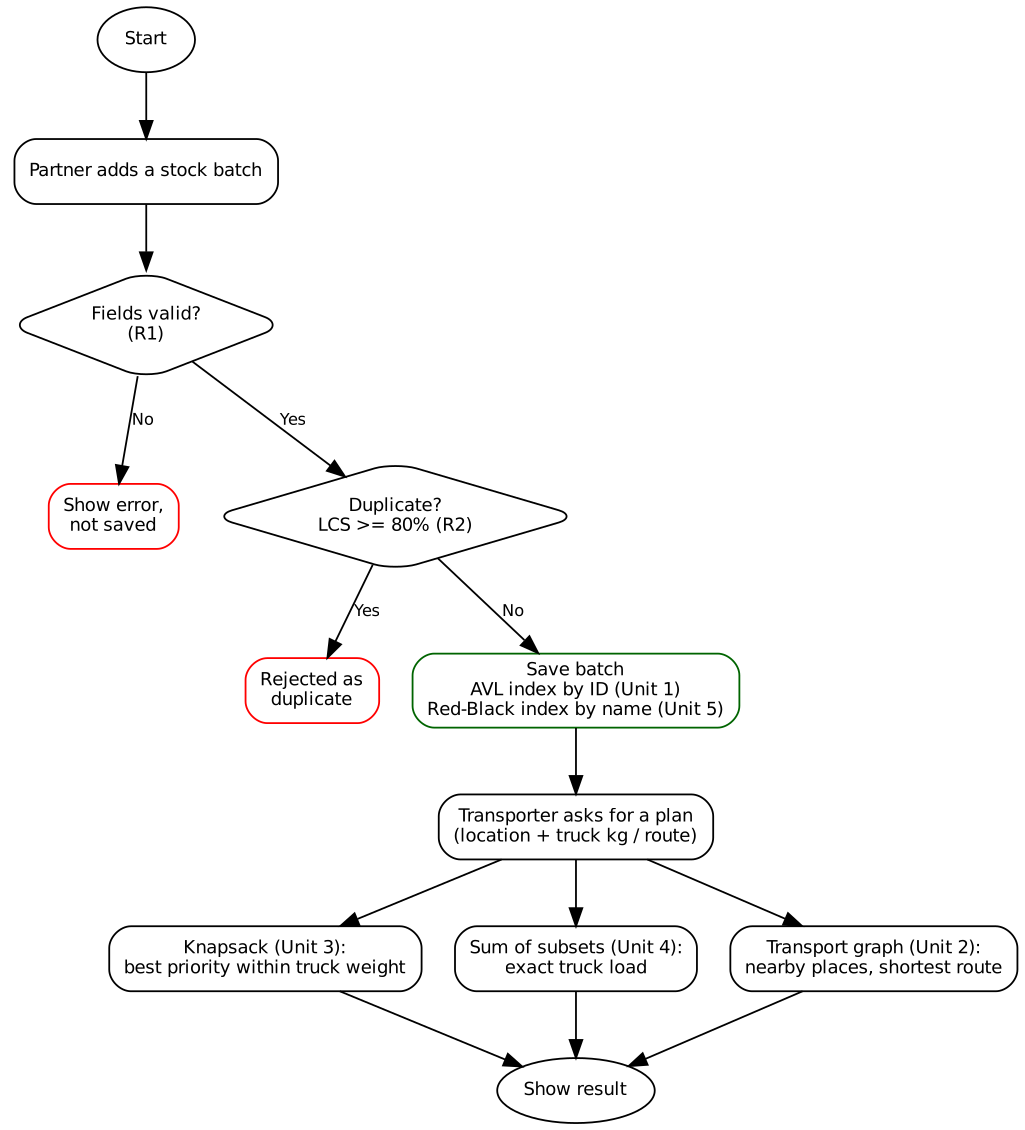 Start
Partner adds a stock batch
Fields valid?
(R1)
No
Yes
Show error,
not saved
Duplicate?
LCS >= 80% (R2)
Yes
No
Rejected as
duplicate
Save batch
AVL index by ID (Unit 1)
Red-Black index by name (Unit 5)
Transporter asks for a plan
(location + truck kg / route)
Knapsack (Unit 3):
best priority within truck weight
Sum of subsets (Unit 4):
exact truck load
Transport graph (Unit 2):
nearby places, shortest route
Show result